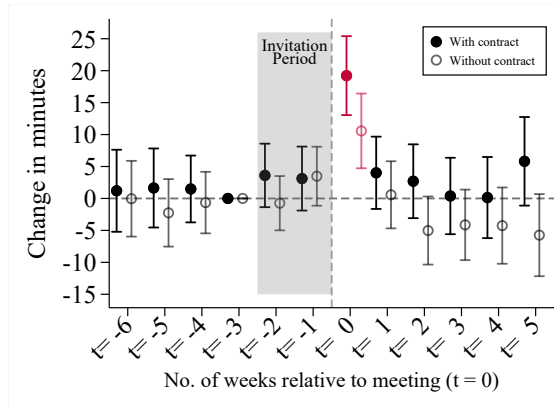 25
20
15
10
5
0
-5
-10
-15
Change in minutes
Invitation
Period
With contract
Without contract
t= -6
t= -5
t= -4
t= -3
t= -2
t= -1
t= 0
t= 1
t= 2
t= 3
t= 4
t= 5
No. of weeks relative to meeting (t = 0)